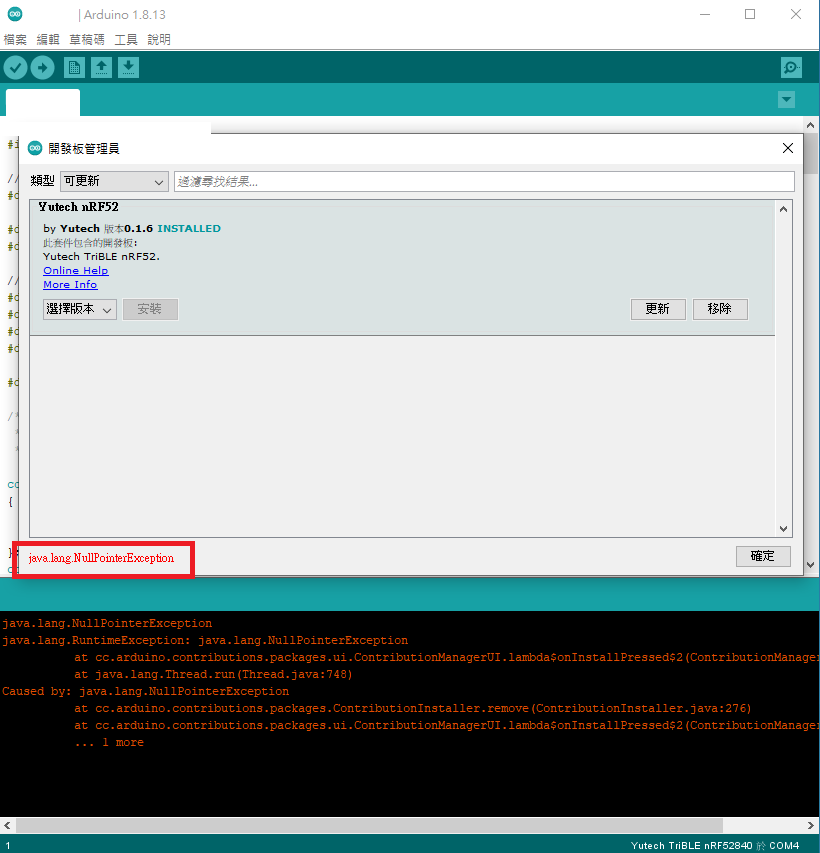 | Arduino 1.8.13
檔案 編輯 草稿碼 工具 說明
開發板管理員
類型 可更新 過濾尋找結果...
Yutech nRF52
by Yutech 版本0.1.6 INSTALLED
此套件包含的開發板:
Yutech TriBLE nRF52.
Online Help
More Info
選擇版本 安裝 更新 移除
java.lang.NullPointerException
確定
java.lang.NullPointerException
java.lang.RuntimeException: java.lang.NullPointerException
at cc.arduino.contributions.packages.ui.ContributionManagerUI.lambda$onInstallPressed$2(ContributionManager
at java.lang.Thread.run(Thread.java:748)
Caused by: java.lang.NullPointerException
at cc.arduino.contributions.packages.ContributionInstaller.remove(ContributionInstaller.java:276)
at cc.arduino.contributions.packages.ui.ContributionManagerUI.lambda$onInstallPressed$2(ContributionManager
... 1 more
1 Yutech TriBLE nRF52840 於 COM4